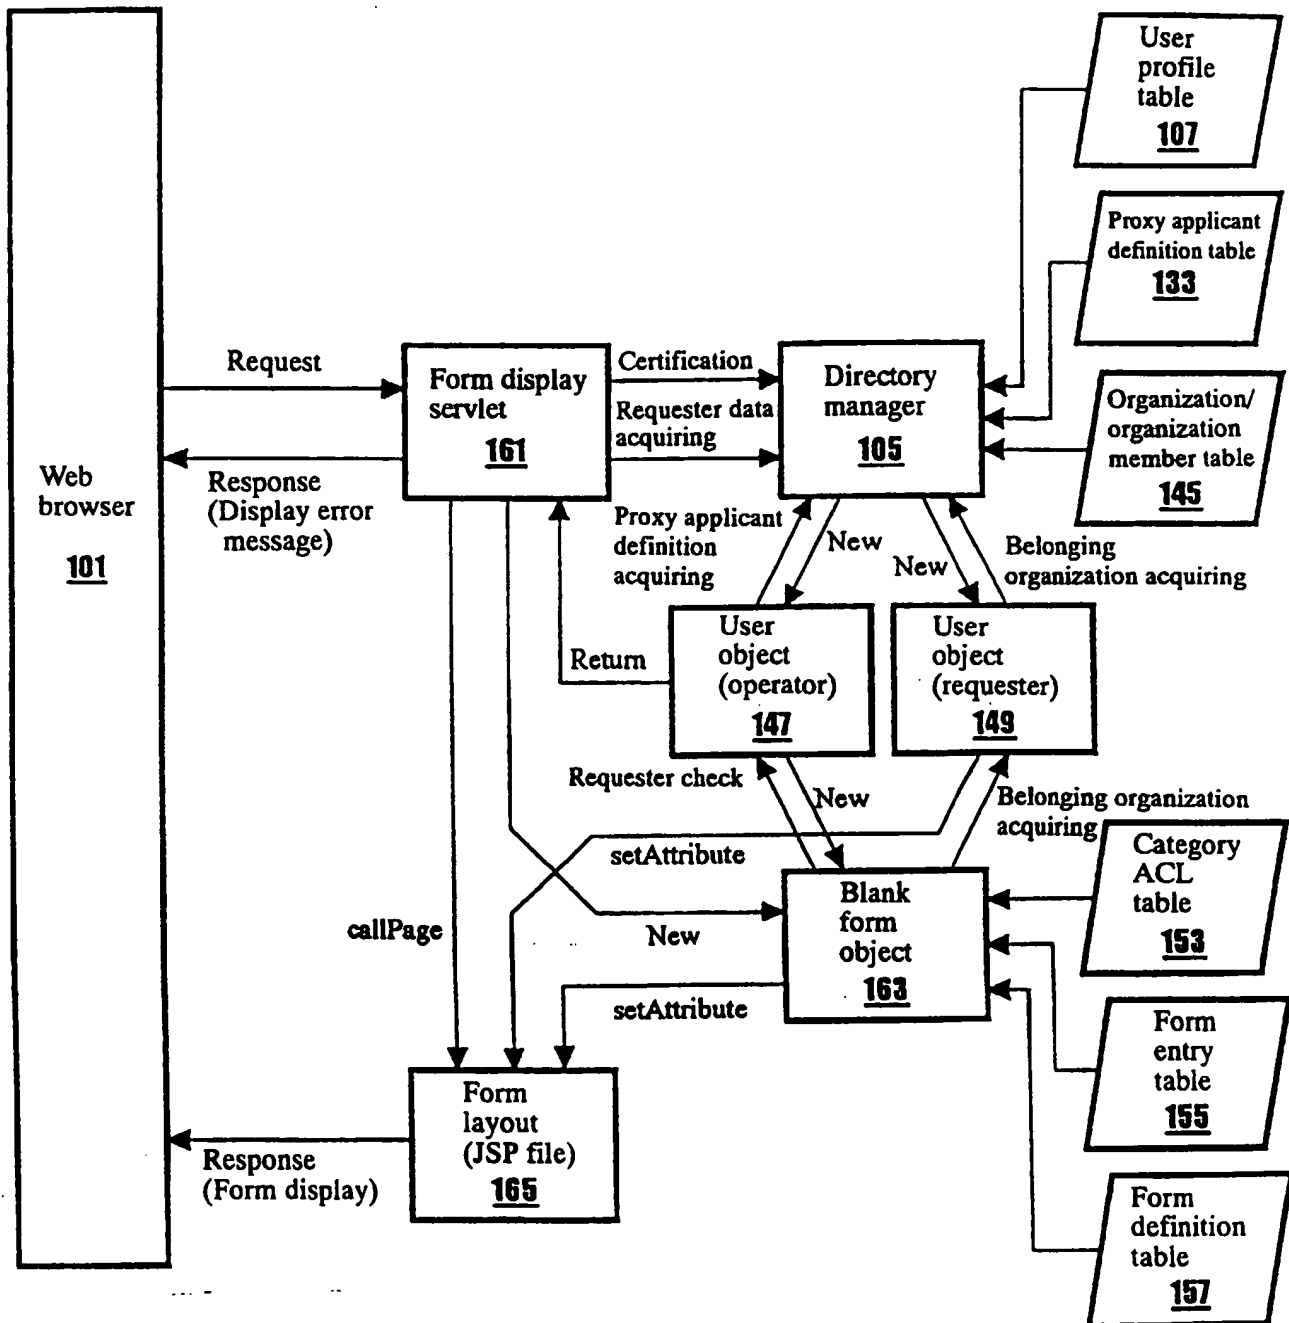 User
profile
table
107
Proxy applicant
definition table
133
Organization/
organization
member table
145
Request
Form display
servlet
161
Certification
Requester data
acquiring
Directory
manager
105
Web
browser
101
Response
(Display error
message)
Proxy applicant
definition
acquiring
New
New
Belonging
organization acquiring
Return
User
object
(operator)
147
User
object
(requester)
149
Requester check
New
Belonging organization
acquiring
setAttribute
callPage
New
Blank
form
object
163
setAttribute
Category
ACL
table
153
Form
entry
table
155
Form
layout
(JSP file)
165
Response
(Form display)
Form
definition
table
157